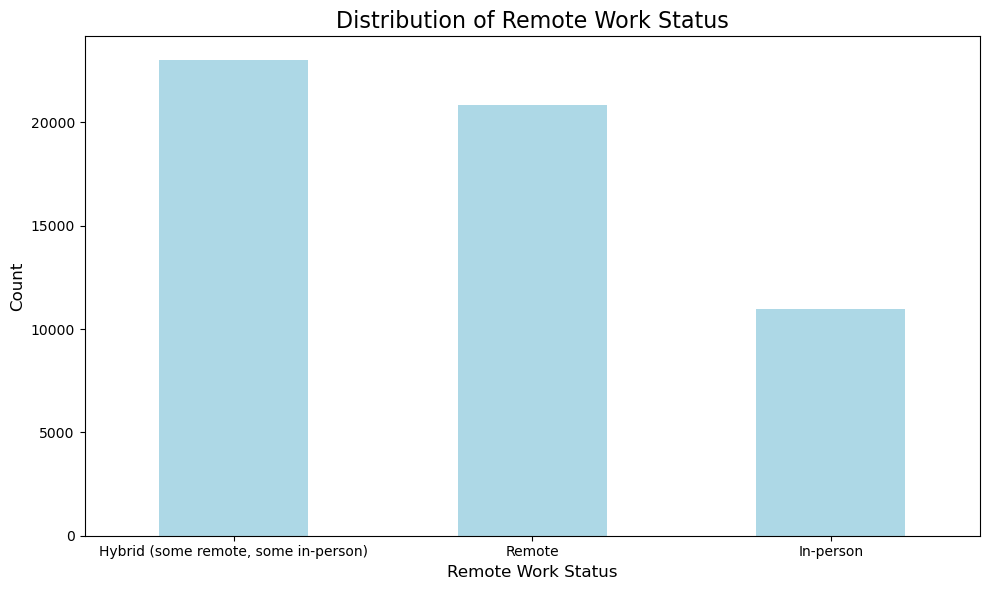 Distribution of Remote Work Status
Count
20000
15000
10000
5000
0
Hybrid (some remote, some in-person)
Remote
In-person
Remote Work Status